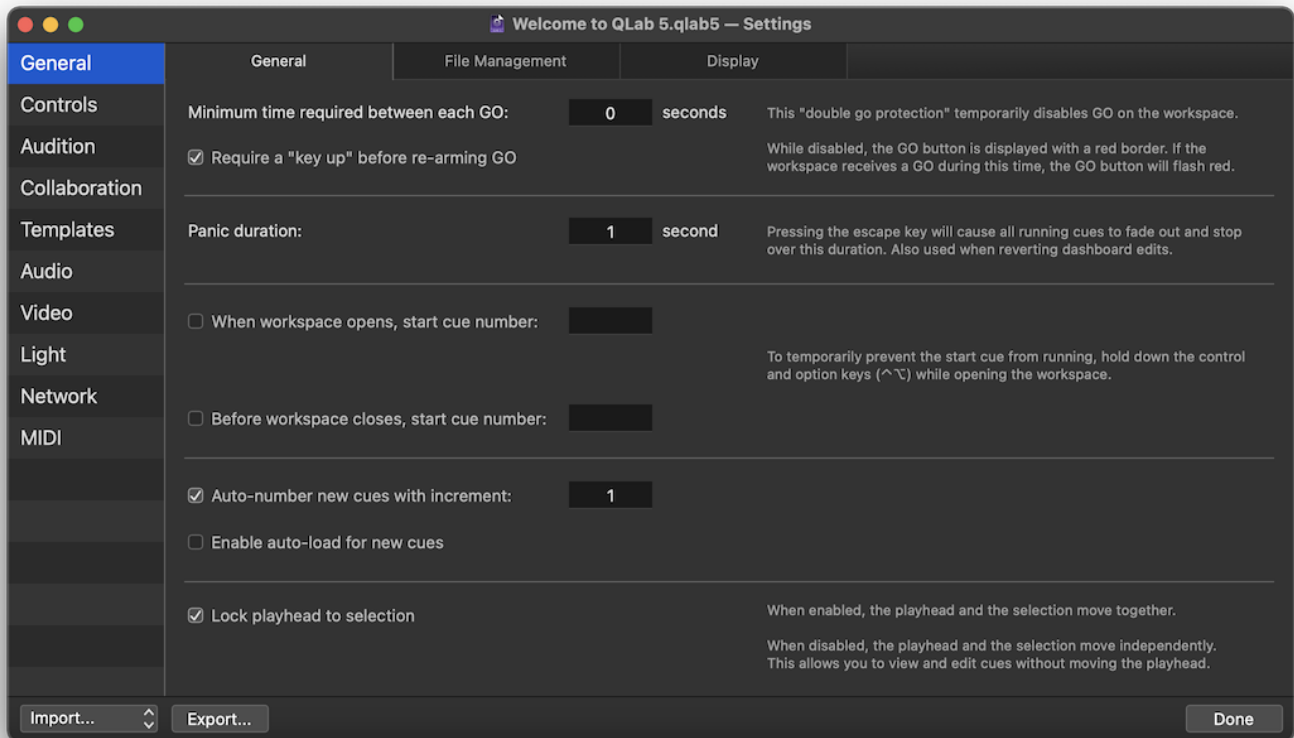 Welcome to QLab 5.qlab5 — Settings
General
Controls
Audition
Collaboration
Templates
Audio
Video
Light
Network
MIDI
General File Management Display
Minimum time required between each GO: 0 seconds
This "double go protection" temporarily disables GO on the workspace.
Require a "key up" before re-arming GO
While disabled, the GO button is displayed with a red border. If the
workspace receives a GO during this time, the GO button will flash red.
Panic duration: 1 second
Pressing the escape key will cause all running cues to fade out and stop
over this duration. Also used when reverting dashboard edits.
When workspace opens, start cue number:
To temporarily prevent the start cue from running, hold down the control
and option keys (^⌥) while opening the workspace.
Before workspace closes, start cue number:
Auto-number new cues with increment: 1
Enable auto-load for new cues
Lock playhead to selection
When enabled, the playhead and the selection move together.
When disabled, the playhead and the selection move independently.
This allows you to view and edit cues without moving the playhead.
Import... Export... Done